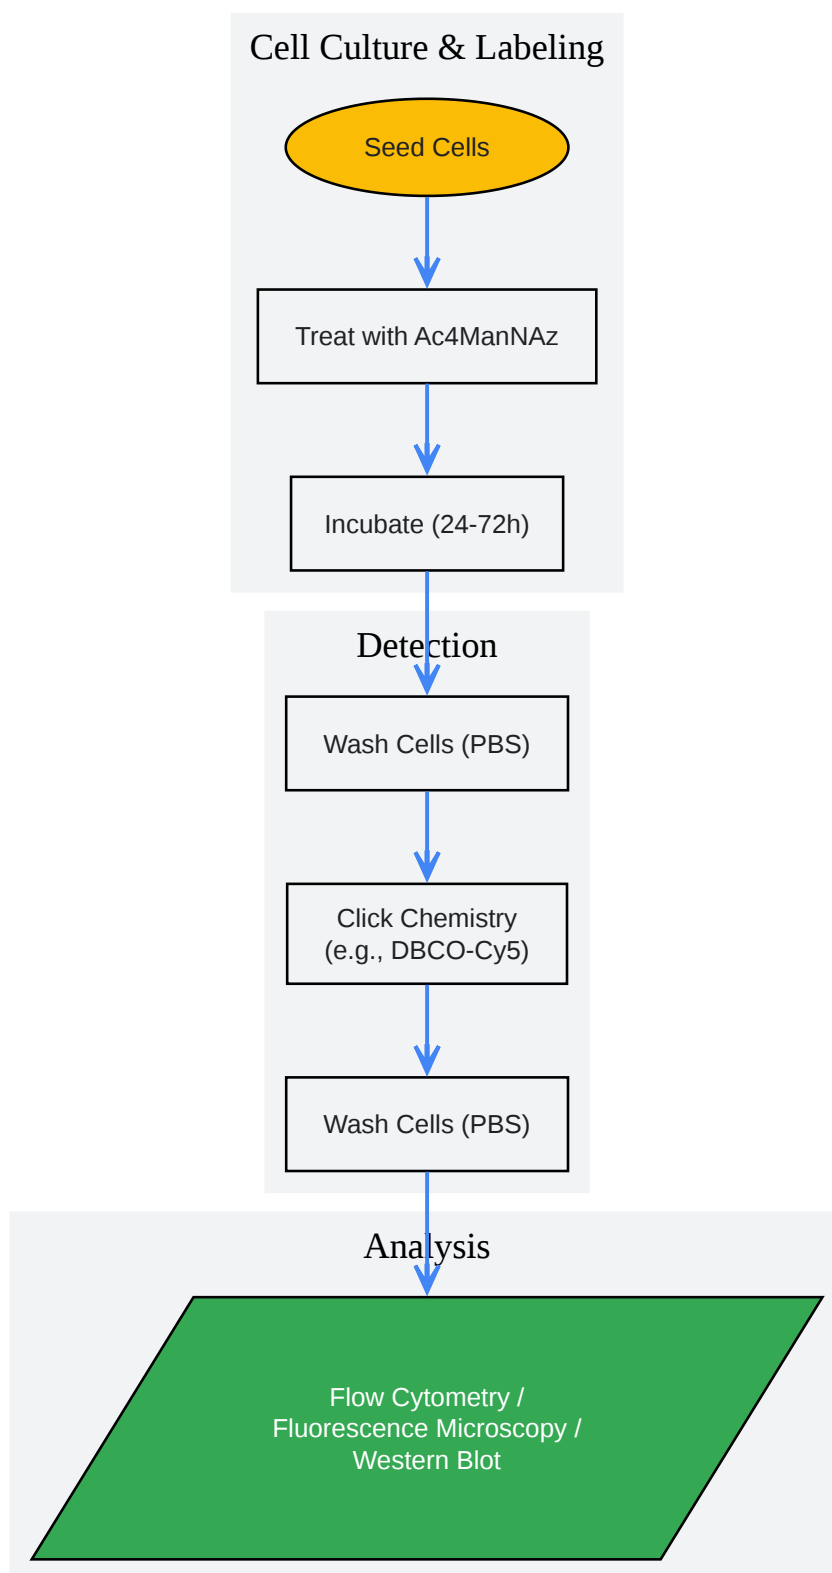 Cell Culture & Labeling
Seed Cells
Treat with Ac4ManNAz
Incubate (24-72h)
Detection
Wash Cells (PBS)
Click Chemistry
(e.g., DBCO-Cy5)
Wash Cells (PBS)
Analysis
Flow Cytometry /
Fluorescence Microscopy /
Western Blot